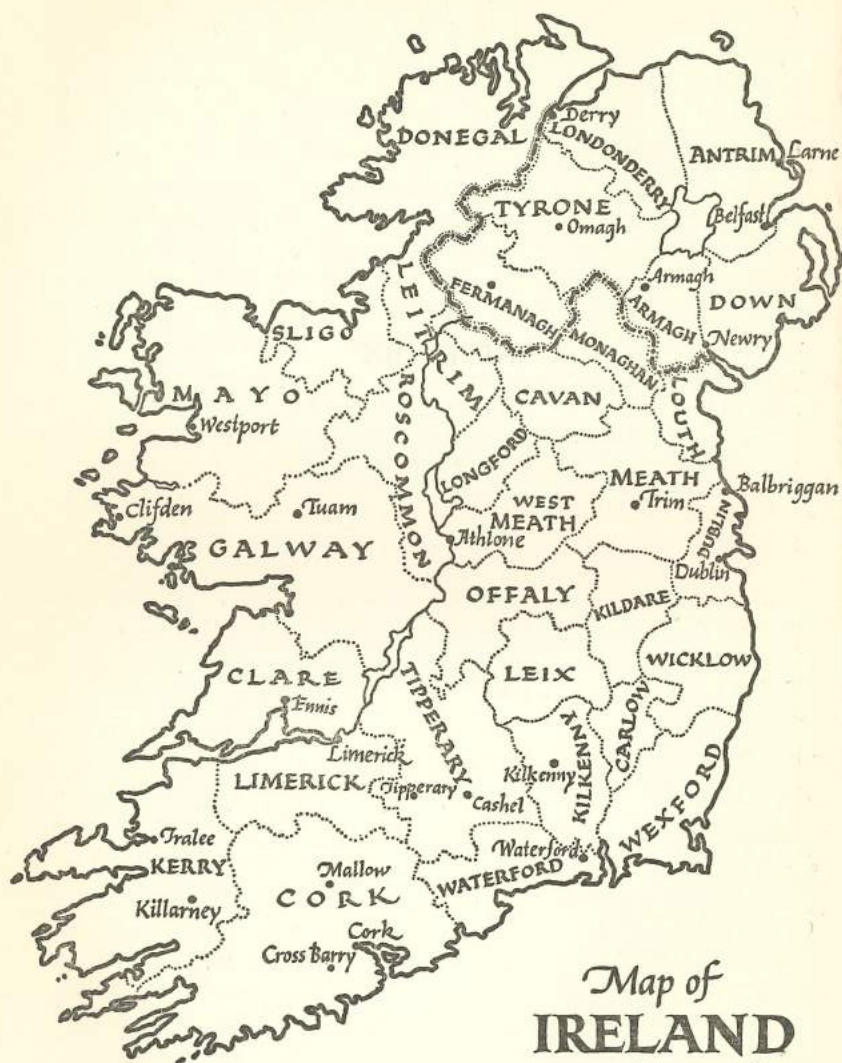 Derry
DONEGAL
LONDONDERRY
ANTRIM
Larne
TYRONE
Omagh
Belfast
Armagh
FERMANAGH
ARMAGH
DOWN
LEITRIM
SLIGO
MONAGHAN
Newry
MAYO
Westport
ROSCOMMON
CAVAN
LOUTH
LONGFORD
MEATH
Trim
Balbriggan
Clifden
Tuam
WEST
MEATH
DUBLIN
GALWAY
Athlone
Dublin
OFFALY
KILDARE
CLARE
Ennis
LEIX
WICKLOW
TIPPERARY
CARLOW
Limerick
LIMERICK
Tipperary
Cashel
Kilkenny
KILKENNY
WEXFORD
Tralee
KERRY
Waterford
WATERFORD
Mallow
CORK
Killarney
Cork
Cross Barry
Map of
IRELAND